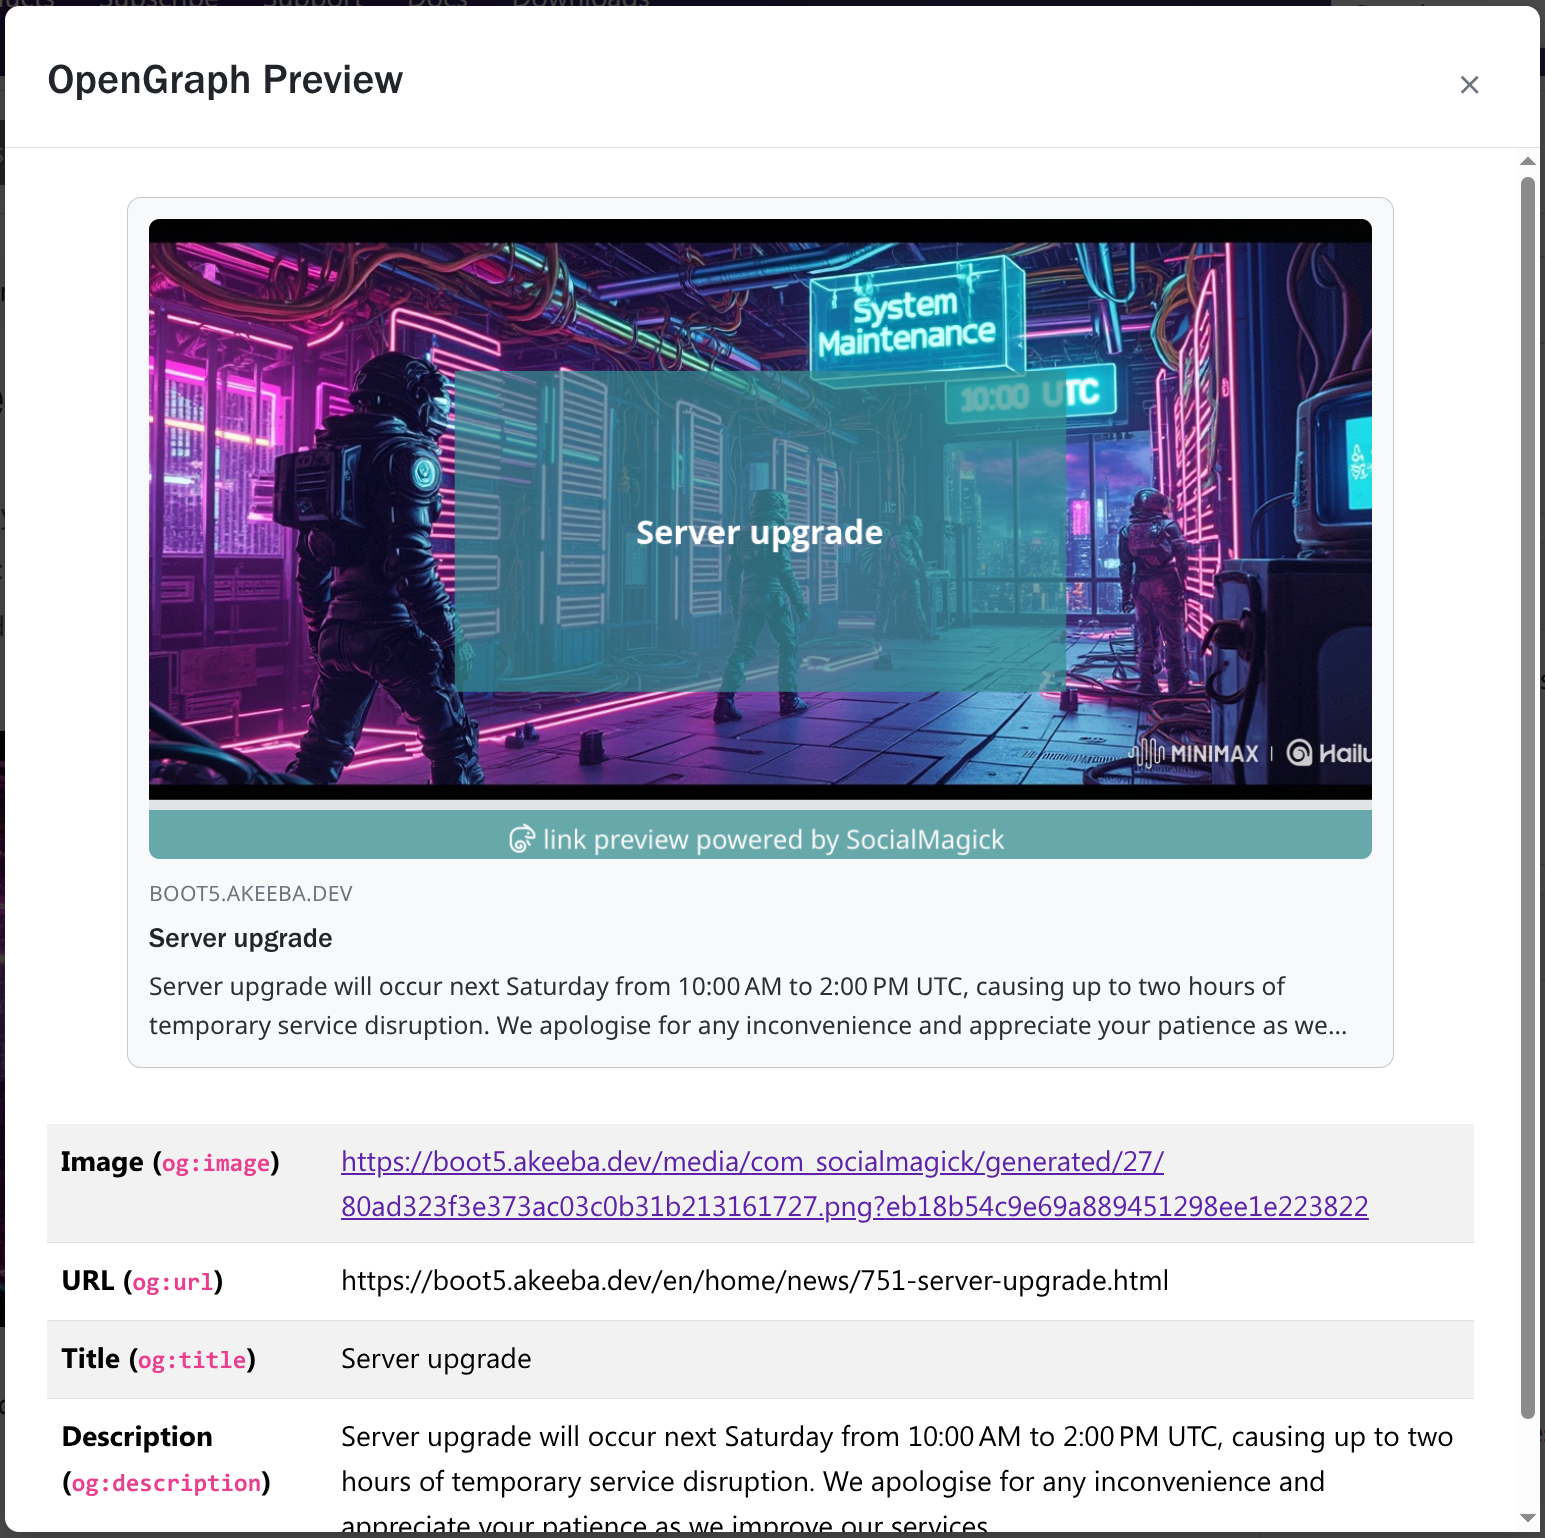 OpenGraph Preview
System
Maintenance
10:00 UTC
Server upgrade
MINIMAX
link preview powered by SocialMagick
BOOT5.AKEEBA.DEV
Server upgrade
Server upgrade will occur next Saturday from 10:00 AM to 2:00 PM UTC, causing up to two hours of
temporary service disruption. We apologise for any inconvenience and appreciate your patience as we...
Image (og:image)
https://boot5.akeeba.dev/media/com_socialmagick/generated/27/
80ad323f3e373ac03c0b31b213161727.png?eb18b54c9e69a889451298ee1e223822
URL (og:url)
https://boot5.akeeba.dev/en/home/news/751-server-upgrade.html
Title (og:title)
Server upgrade
Description
(og:description)
Server upgrade will occur next Saturday from 10:00 AM to 2:00 PM UTC, causing up to two
hours of temporary service disruption. We apologise for any inconvenience and
appreciate your patience as we improve our services.